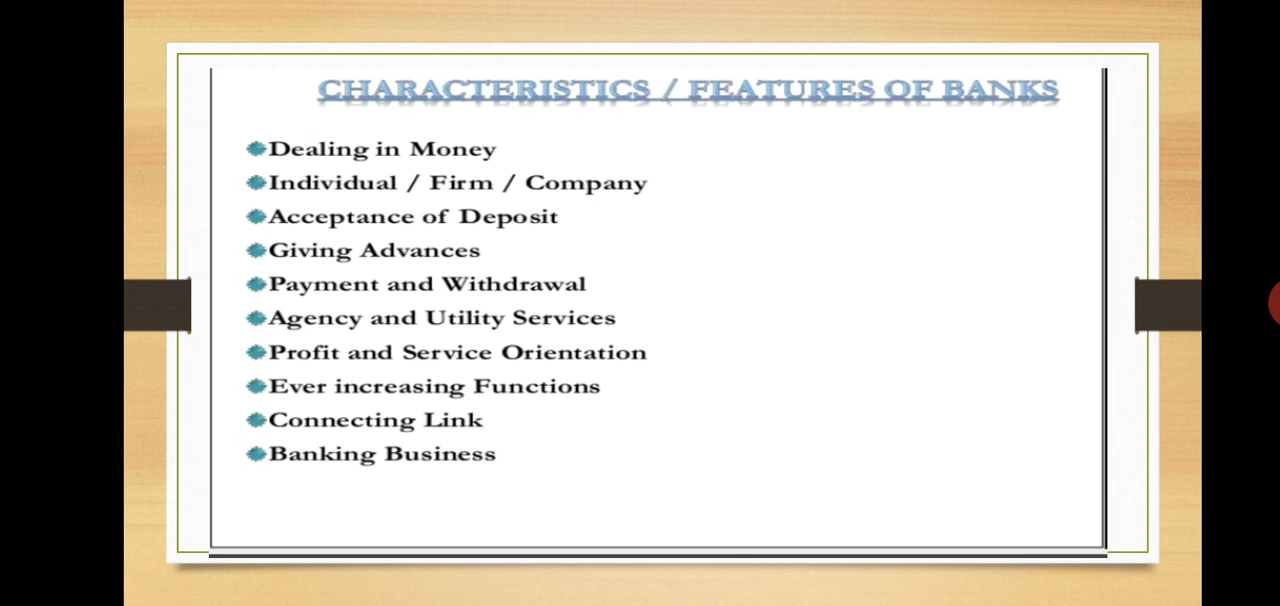 CHARACTERISTICS / FEATURES OF BANKS
Dealing in Money
Individual / Firm / Company
Acceptance of Deposit
Giving Advances
Payment and Withdrawal
Agency and Utility Services
Profit and Service Orientation
Ever increasing Functions
Connecting Link
Banking Business